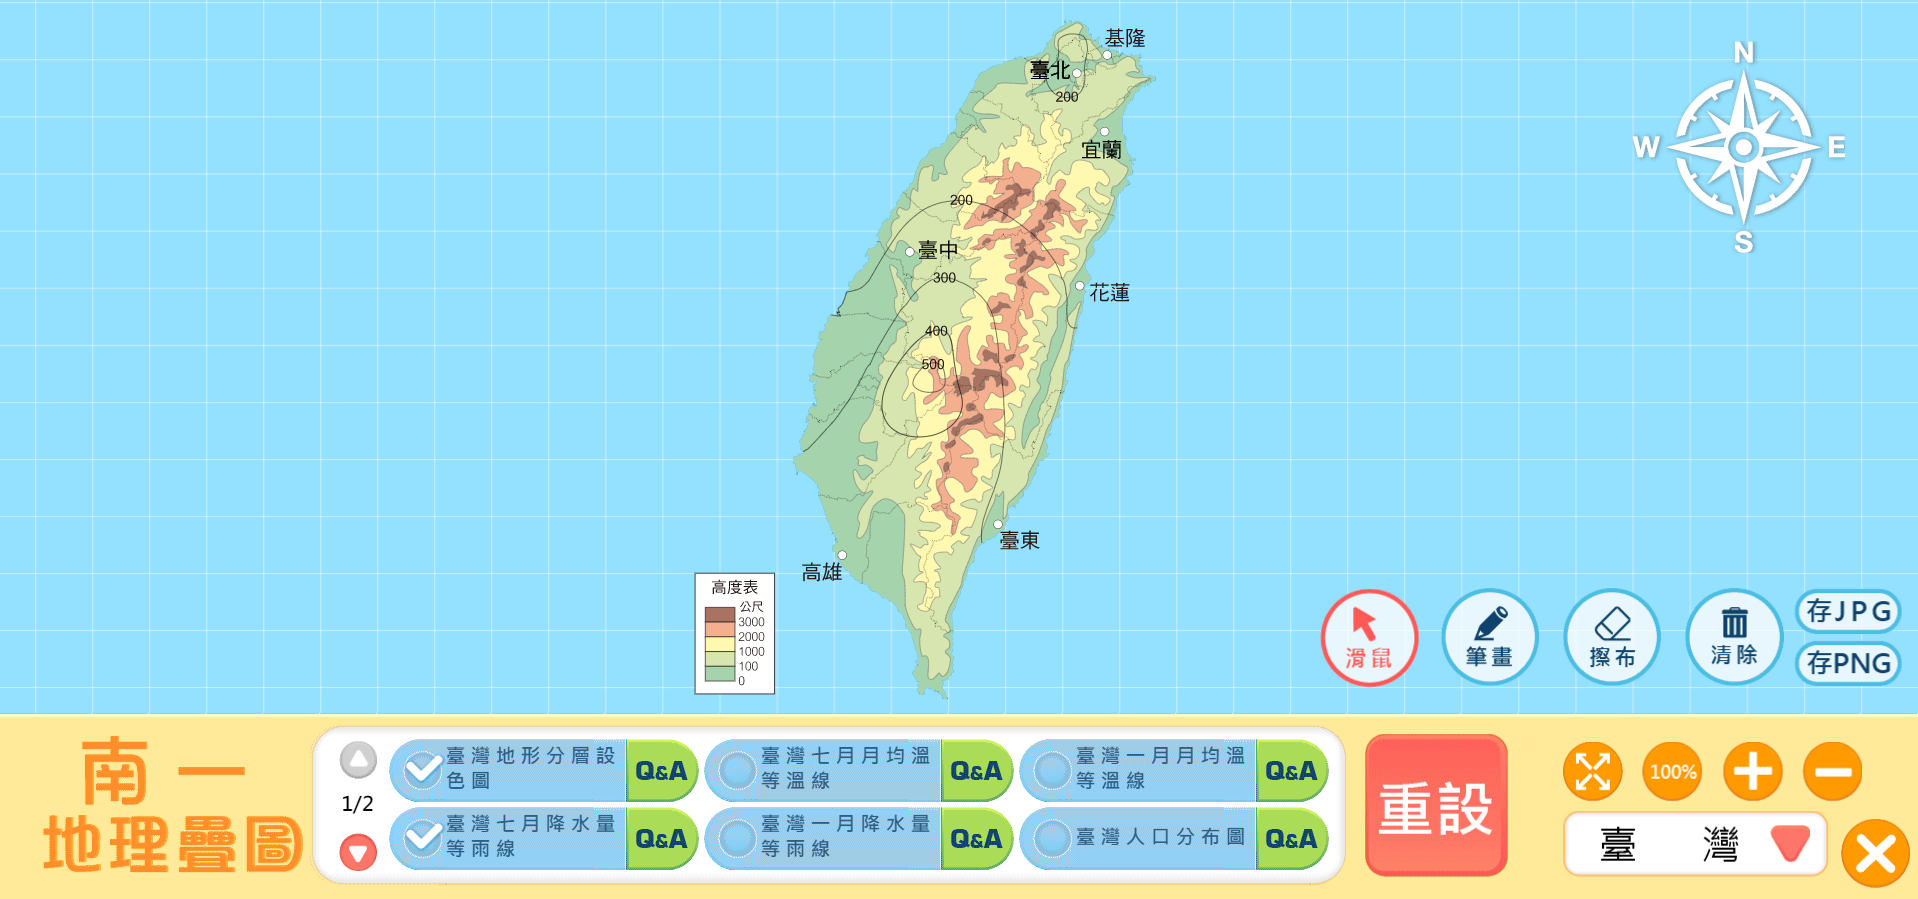 基隆
臺北
200
宜蘭
200
臺中
300
花蓮
400
500
臺東
高雄
高度表
公尺
3000
2000
1000
100
0
N
W
E
S
滑鼠
筆畫
擦布
清除
存JPG
存PNG
南一
地理疊圖
1/2
臺灣地形分層設
色圖
Q&A
臺灣七月月均溫
等溫線
Q&A
臺灣一月月均溫
等溫線
Q&A
臺灣七月降水量
等雨線
Q&A
臺灣一月降水量
等雨線
Q&A
臺灣人口分布圖
Q&A
重設
100%
臺灣